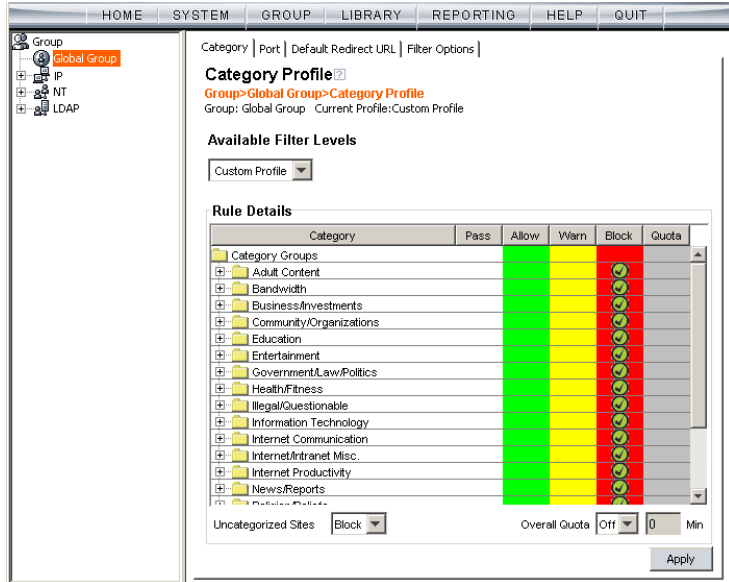 HOME SYSTEM GROUP LIBRARY REPORTING HELP QUIT
Group
Global Group
IP
NT
LDAP
Category Port Default Redirect URL Filter Options
Category Profile ?
Group>Global Group>Category Profile
Group: Global Group Current Profile:Custom Profile
Available Filter Levels
Custom Profile
Rule Details
Category Pass Allow Warn Block Quota
Category Groups
Adult Content
Bandwidth
Business/Investments
Community/Organizations
Education
Entertainment
Government/Law/Politics
Health/Fitness
Illegal/Questionable
Information Technology
Internet Communication
Internet/Intranet Misc.
Internet Productivity
News/Reports
Religion/Beliefs
Uncategorized Sites Block Overall Quota Off 0 Min
Apply